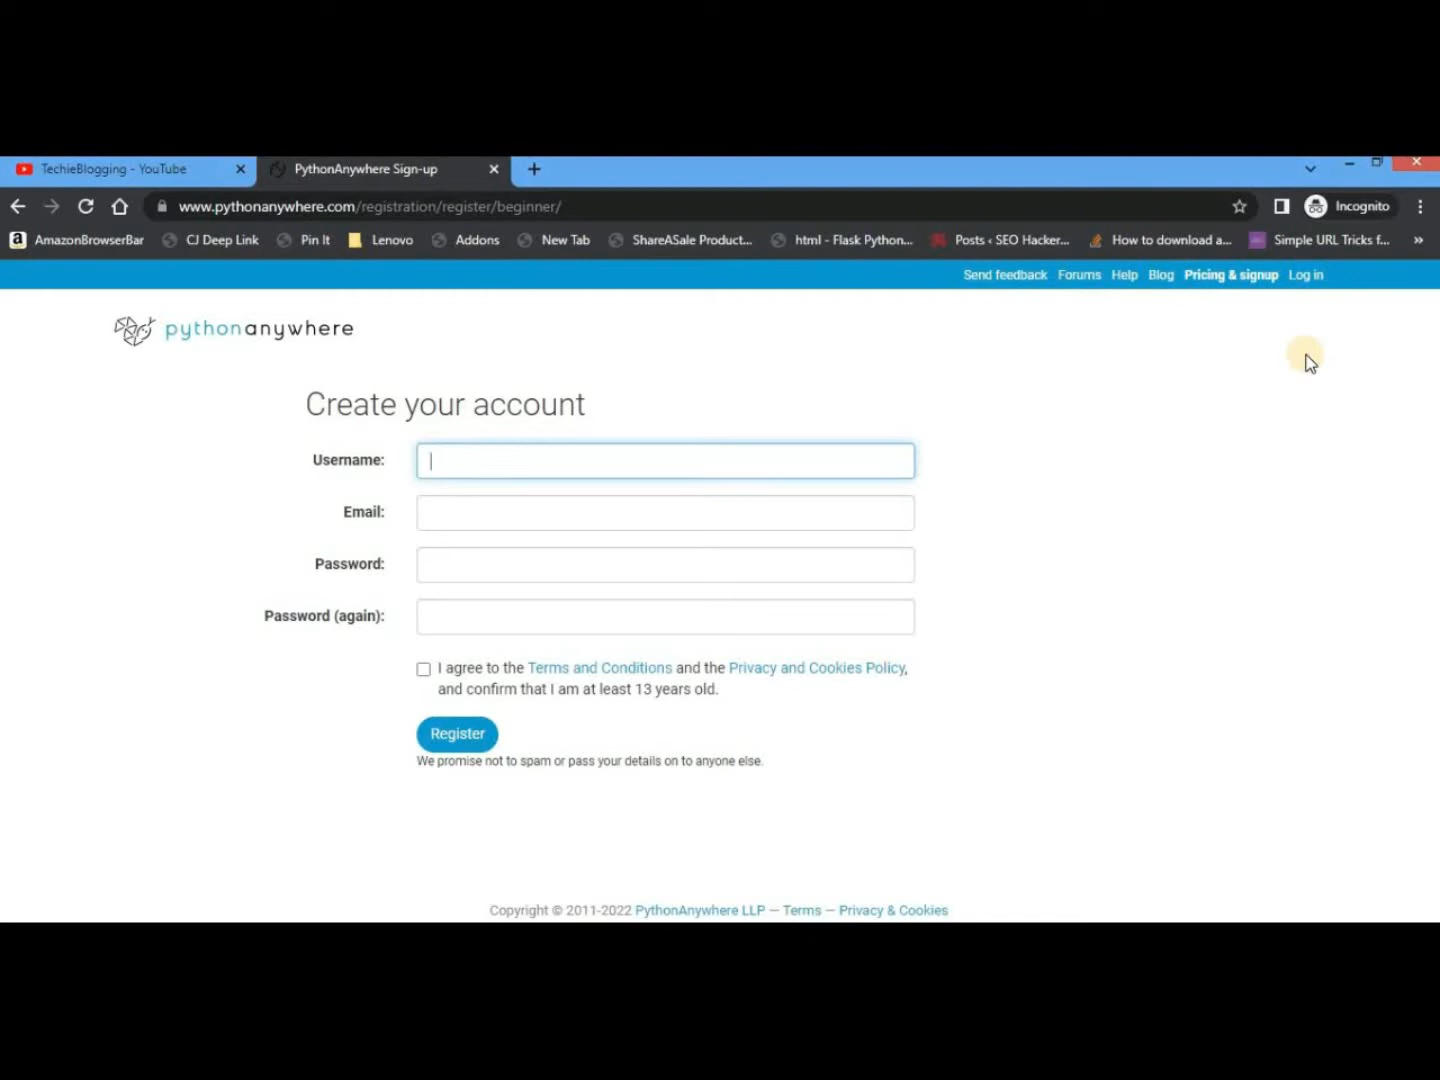 TechieBlogging - YouTube
PythonAnywhere Sign-up
www.pythonanywhere.com/registration/register/beginner/
Incognito
AmazonBrowserBar
CJ Deep Link
Pin It
Lenovo
Addons
New Tab
ShareASale Product...
html - Flask Python...
Posts ‹ SEO Hacker...
How to download a...
Simple URL Tricks f...
»
Send feedback Forums Help Blog Pricing & signup Log in
pythonanywhere
Create your account
Username:
Email:
Password:
Password (again):
I agree to the Terms and Conditions and the Privacy and Cookies Policy,
and confirm that I am at least 13 years old.
Register
We promise not to spam or pass your details on to anyone else.
Copyright © 2011-2022 PythonAnywhere LLP — Terms — Privacy & Cookies